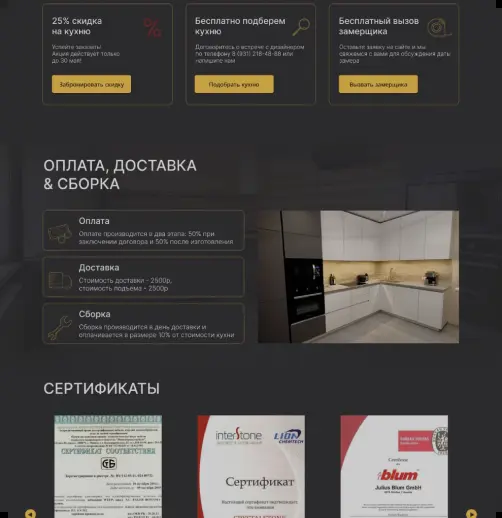 25% скидка
на кухню
Успейте заказать!
Акция действует только
до 30 мая!
Забронировать скидку
Бесплатно подберем
кухню
Договоритесь о встрече с дизайнером
по телефону 8 (931) 218-48-88 или
напишите нам
Подобрать кухню
Бесплатный вызов
замерщика
Оставьте заявку на сайте и мы
свяжемся с вами для обсуждения даты
замера
Вызвать замерщика
ОПЛАТА, ДОСТАВКА
& СБОРКА
Оплата
Оплата производится в два этапа: 50% при
заключении договора и 50% после изготовления
Доставка
Стоимость доставки - 2500р,
стоимость подъема - 2500р
Сборка
Сборка производится в день доставки и
оплачивается в размере 10% от стоимости кухни
СЕРТИФИКАТЫ
СЕРТИФИКАТ СООТВЕТСТВИЯ
interstone
LION
CHEMTECH
Сертификат
blum
Julius Blum GmbH